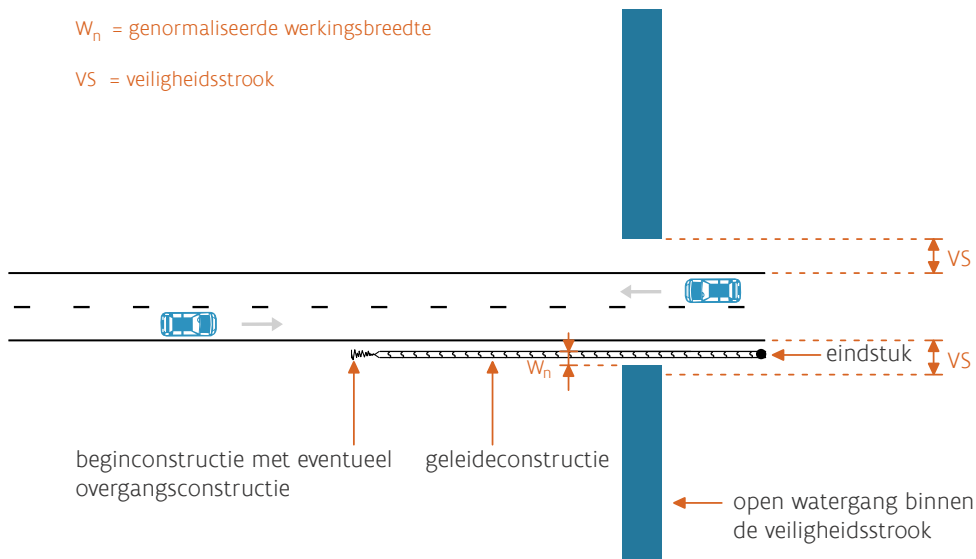 Wn = genormaliseerde werkingsbreedte
VS = veiligheidsstrook
VS
eindstuk
VS
Wn
beginconstructie met eventueel
overgangsconstructie
geleideconstructie
open watergang binnen
de veiligheidsstrook